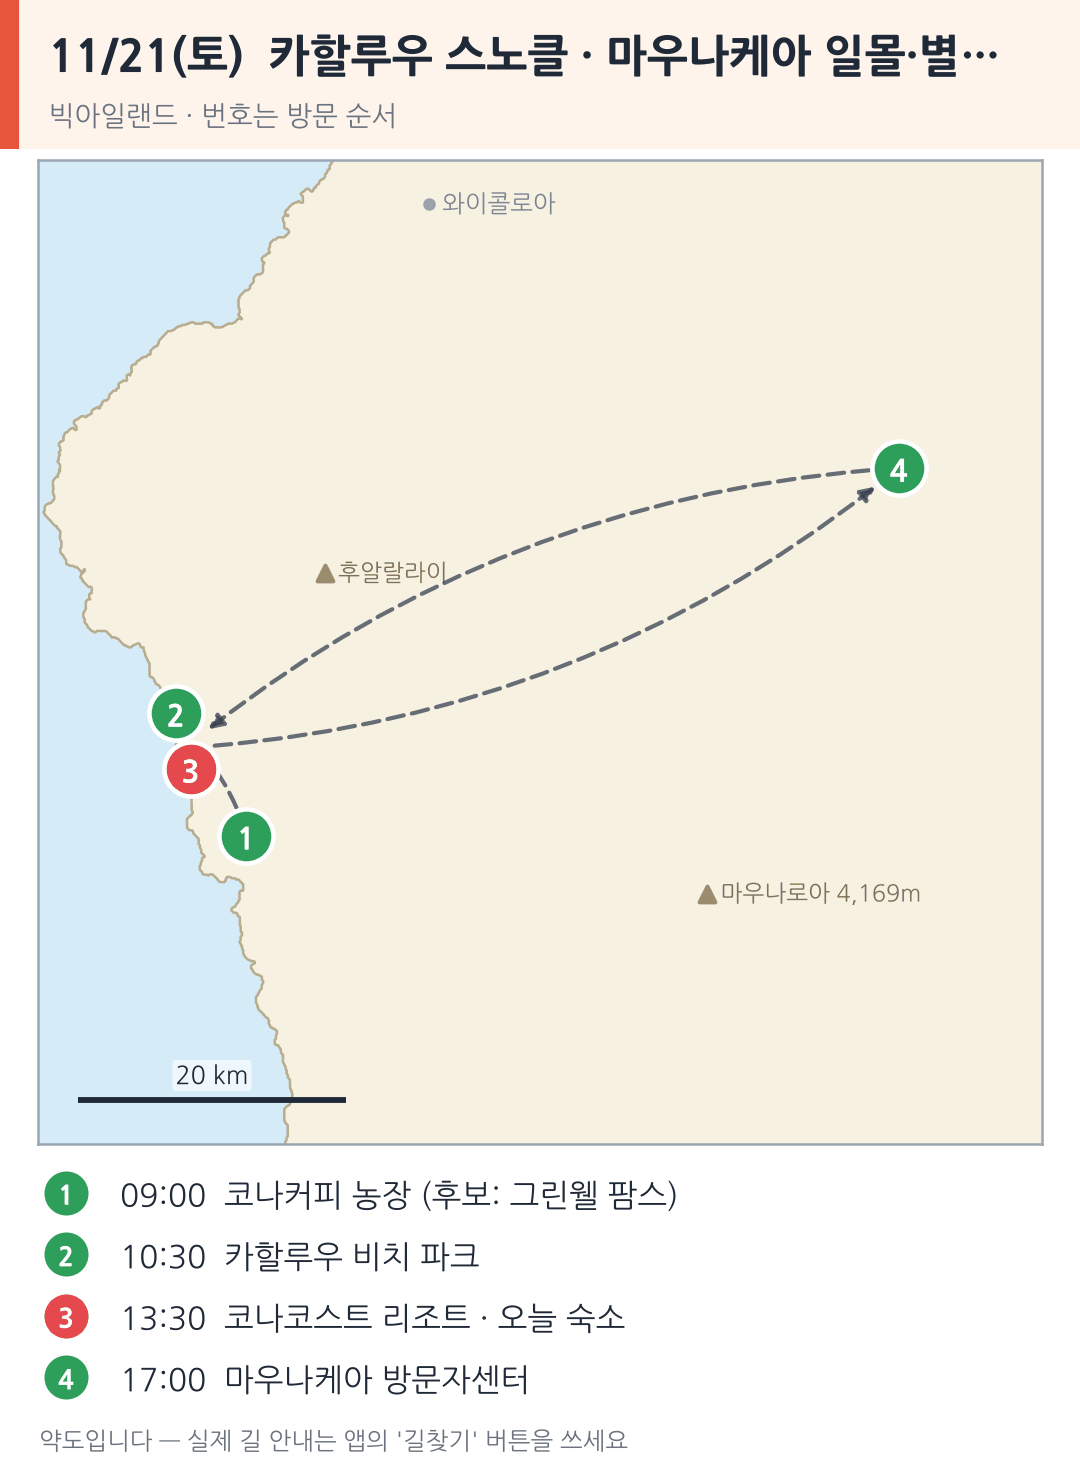 11/21(토) 카할루우 스노클 · 마우나케아 일몰·별…
빅아일랜드 · 번호는 방문 순서
와이콜로아
4
후알랄라이
2
3
1
마우나로아 4,169m
20 km
1 09:00 코나커피 농장 (후보: 그린웰 팜스)
2 10:30 카할루우 비치 파크
3 13:30 코나코스트 리조트 · 오늘 숙소
4 17:00 마우나케아 방문자센터
약도입니다 — 실제 길 안내는 앱의 '길찾기' 버튼을 쓰세요